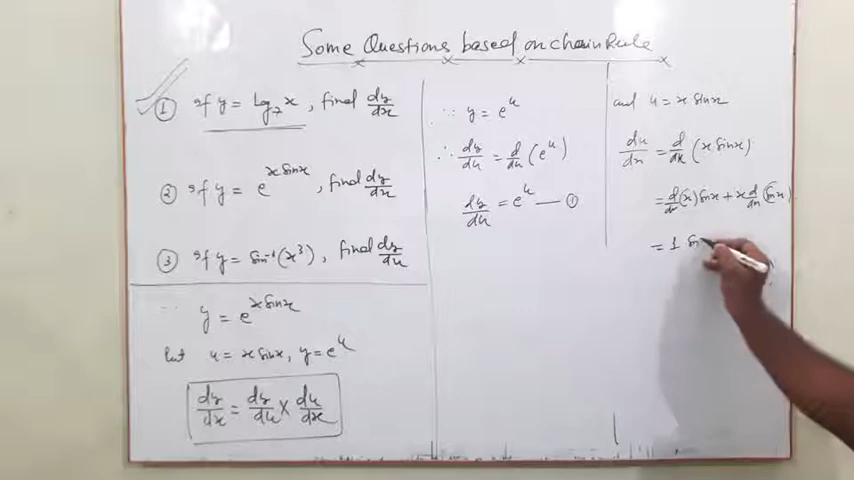 Some Questions based on chain Rule
① If y = Log₇x, find dy/dx
② If y = e^(x sinx), find dy/dx
③ If y = Sin⁻¹(x³), find dy/dx
∵ y = e^(x sinx)
Put u = x sinx, y = e^u
dy/dx = dy/du × du/dx
∵ y = e^u
∴ dy/du = d/du (e^u)
dy/du = e^u — ①
and u = x sinx
du/dx = d/dx (x sinx)
= d/dx (x) sinx + x d/dx (sinx)
= 1 Sin